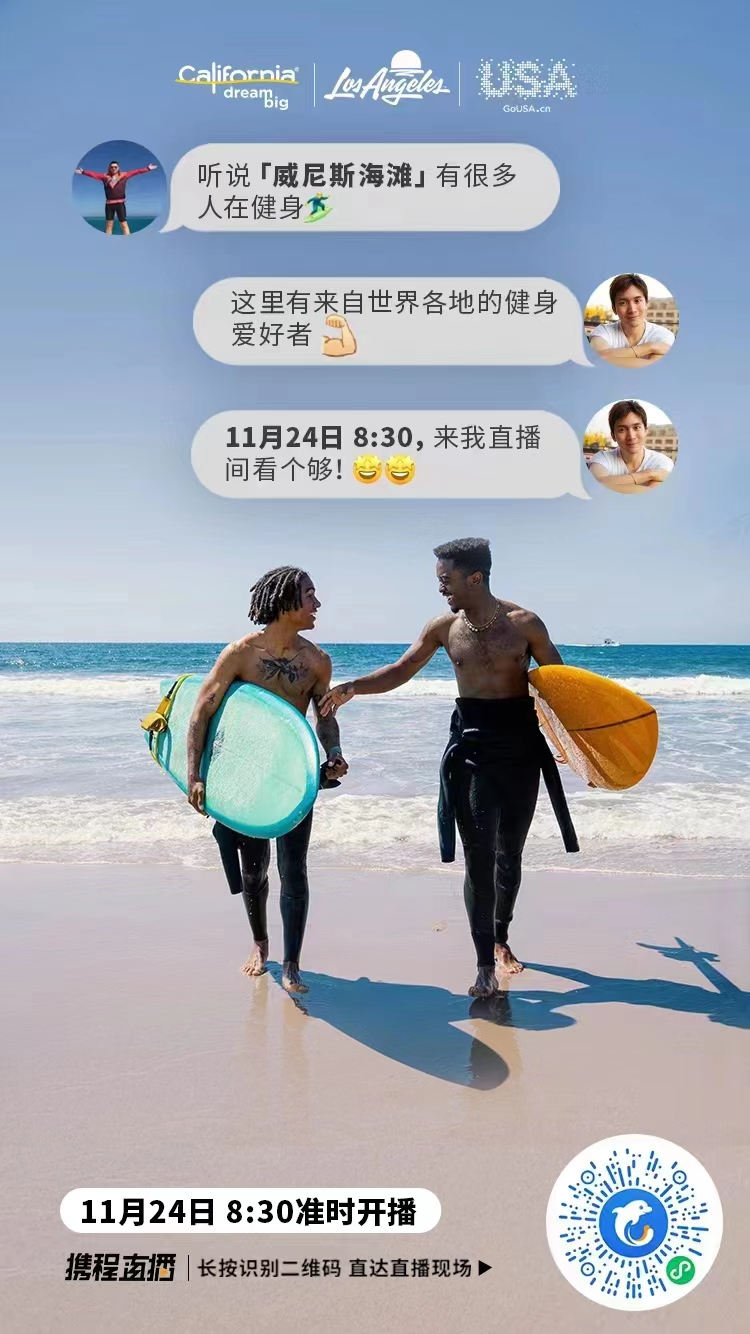 California
dream
big
Los Angeles
USA
GoUSA.cn
听说「威尼斯海滩」有很多
人在健身
这里有来自世界各地的健身
爱好者
11月24日 8:30, 来我直播
间看个够!
11月24日 8:30准时开播
携程直播 | 长按识别二维码 直达直播现场